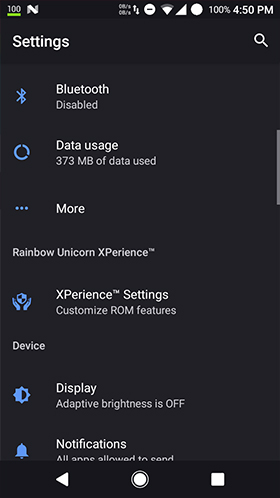 100 0B/s 0B/s 100% 4:50 PM
Settings
Bluetooth
Disabled
Data usage
373 MB of data used
More
Rainbow Unicorn XPerience™
XPerience™ Settings
Customize ROM features
Device
Display
Adaptive brightness is OFF
Notifications
All apps allowed to send